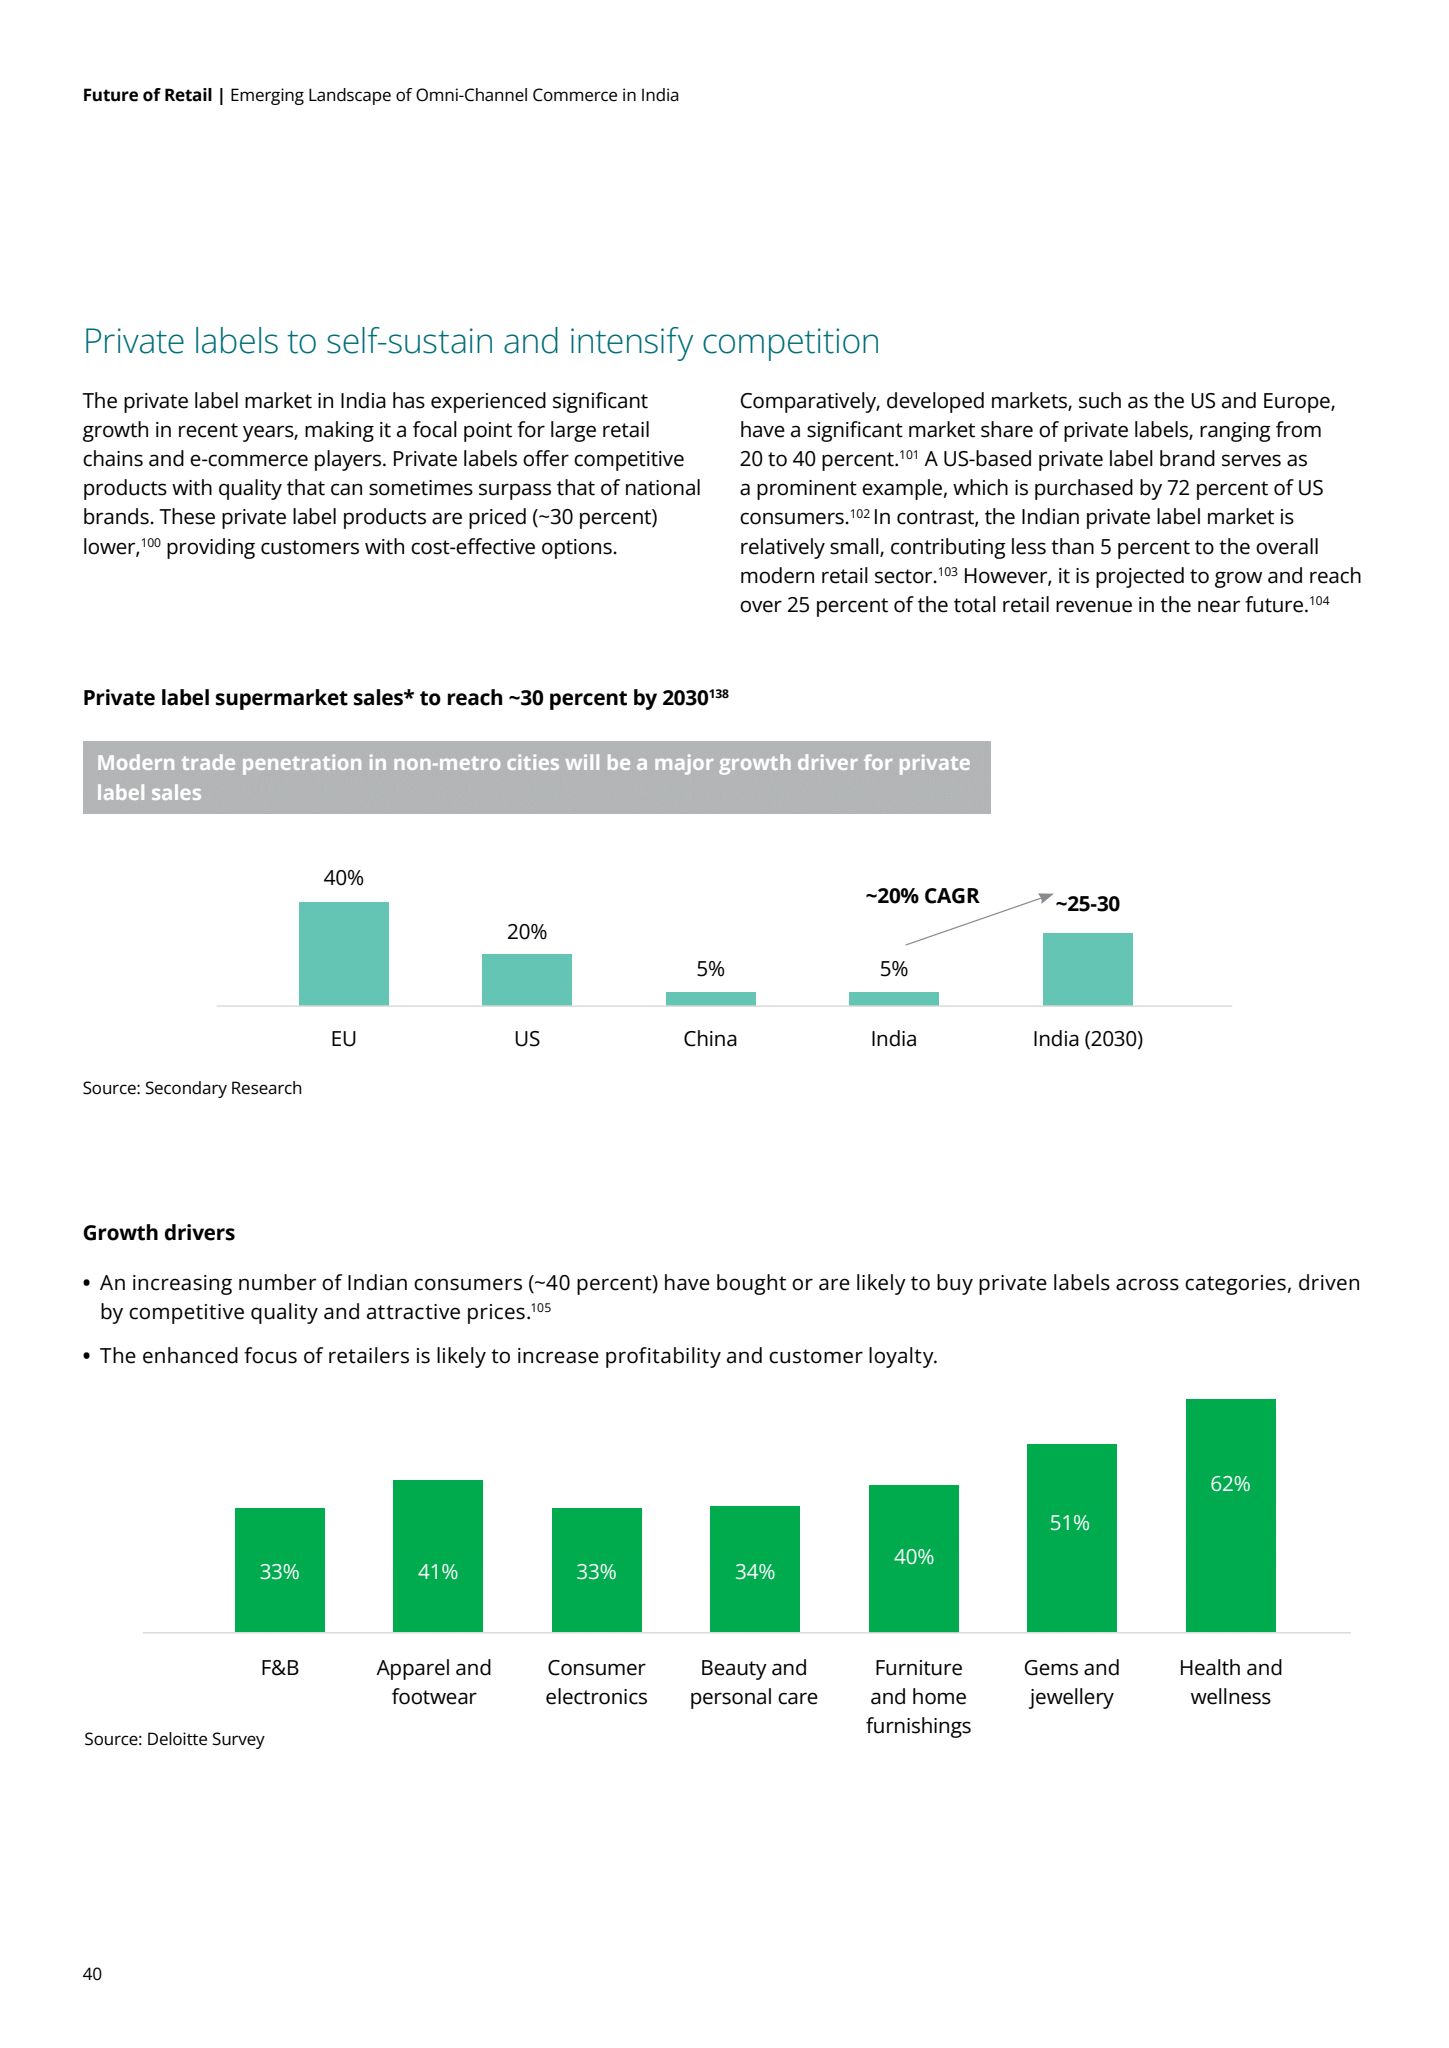 Future of Retail | Emerging Landscape of Omni-Channel Commerce in India
Private labels to self-sustain and intensify competition
The private label market in India has experienced significant
growth in recent years, making it a focal point for large retail
chains and e-commerce players. Private labels offer competitive
products with quality that can sometimes surpass that of national
brands. These private label products are priced (~30 percent)
lower,100 providing customers with cost-effective options.
Comparatively, developed markets, such as the US and Europe,
have a significant market share of private labels, ranging from
20 to 40 percent.101 A US-based private label brand serves as
a prominent example, which is purchased by 72 percent of US
consumers.102 In contrast, the Indian private label market is
relatively small, contributing less than 5 percent to the overall
modern retail sector.103 However, it is projected to grow and reach
over 25 percent of the total retail revenue in the near future.104
Private label supermarket sales* to reach ~30 percent by 2030138
Modern trade penetration in non-metro cities will be a major growth driver for private
label sales
40%
20%
5%
5%
~20% CAGR
~25-30
EU
US
China
India
India (2030)
Source: Secondary Research
Growth drivers
• An increasing number of Indian consumers (~40 percent) have bought or are likely to buy private labels across categories, driven
by competitive quality and attractive prices.105
• The enhanced focus of retailers is likely to increase profitability and customer loyalty.
33%
41%
33%
34%
40%
51%
62%
F&B
Apparel and
footwear
Consumer
electronics
Beauty and
personal care
Furniture
and home
furnishings
Gems and
jewellery
Health and
wellness
Source: Deloitte Survey
40